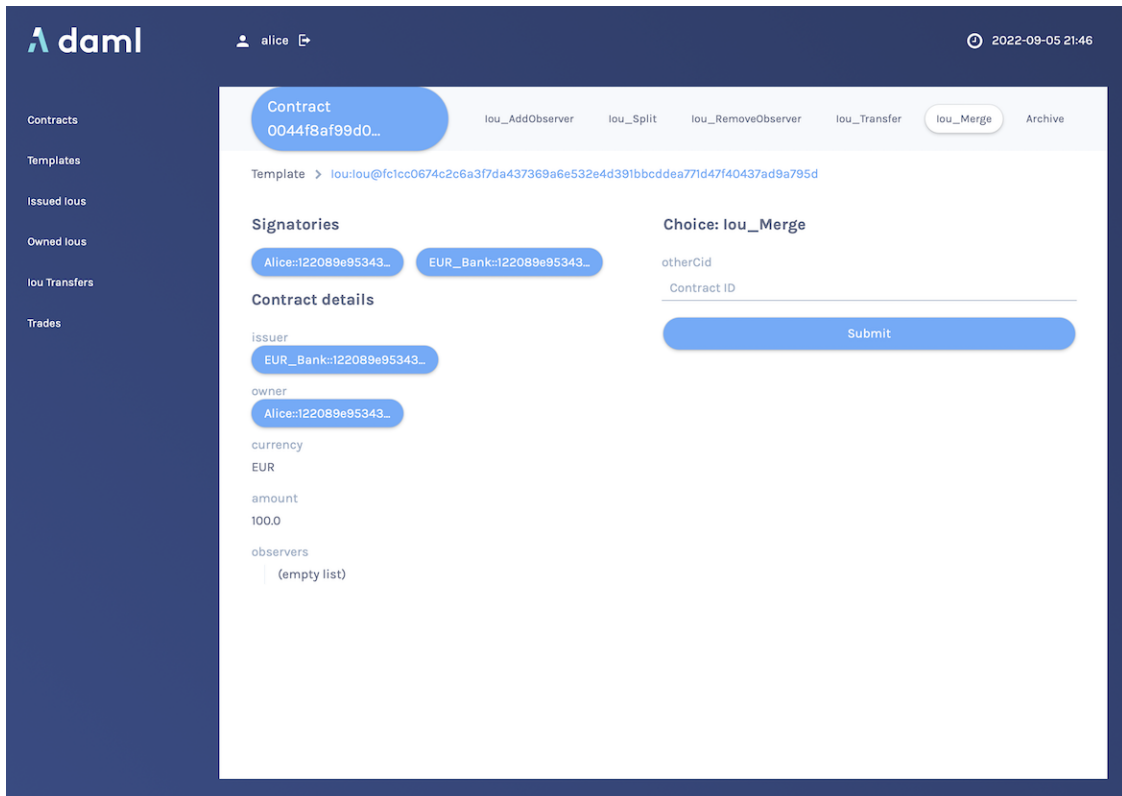 daml
alice
2022-09-05 21:46
Contracts
Templates
Issued Ious
Owned Ious
Iou Transfers
Trades
Contract
0044f8af99d0...
Iou_AddObserver
Iou_Split
Iou_RemoveObserver
Iou_Transfer
Iou_Merge
Archive
Template > Iou:Iou@fc1cc0674c2c6a3f7da437369a6e532e4d391bbcddea771d47f40437ad9a795d
Signatories
Alice::122089e95343...
EUR_Bank::122089e95343...
Contract details
issuer
EUR_Bank::122089e95343...
owner
Alice::122089e95343...
currency
EUR
amount
100.0
observers
(empty list)
Choice: Iou_Merge
otherCid
Contract ID
Submit